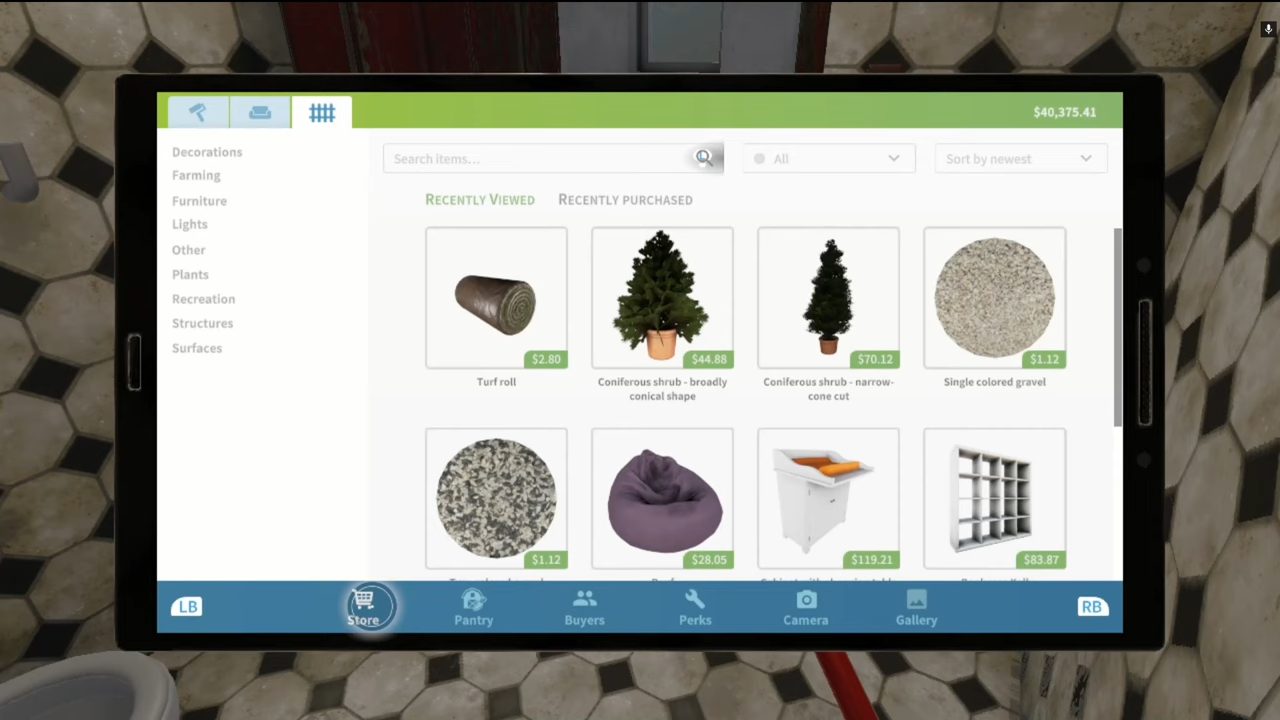 $40,375.41
Decorations
Farming
Furniture
Lights
Other
Plants
Recreation
Structures
Surfaces
Search items...
All
Sort by newest
RECENTLY VIEWED
RECENTLY PURCHASED
$2.80
$44.88
$70.12
$1.12
Turf roll
Coniferous shrub - broadly
conical shape
Coniferous shrub - narrow-
cone cut
Single colored gravel
$1.12
$28.05
$119.21
$83.87
LB
Store
Pantry
Buyers
Perks
Camera
Gallery
RB